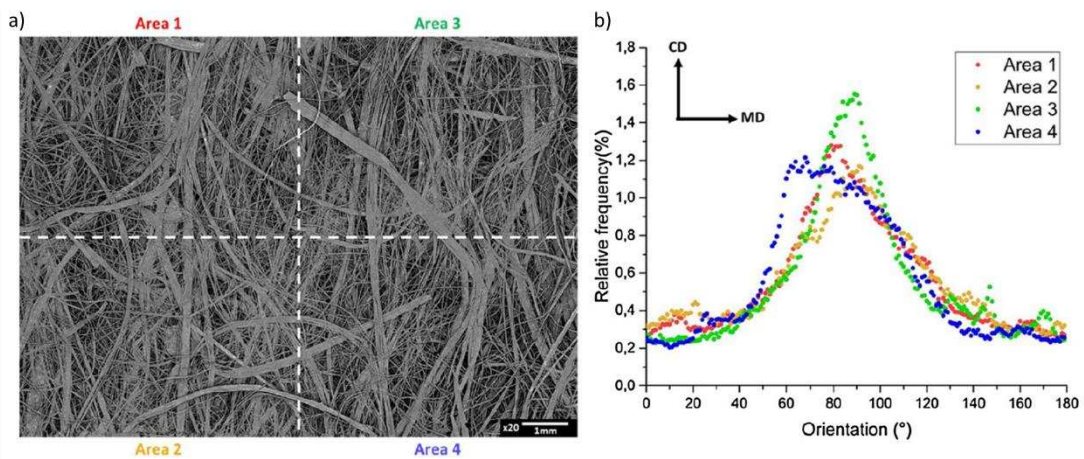 a)
Area 1
Area 3
Area 2
Area 4
x20
1mm
b)
Relative frequency(%)
1,8
1,6
1,4
1,2
1,0
0,8
0,6
0,4
0,2
0,0
CD
MD
Area 1
Area 2
Area 3
Area 4
0 20 40 60 80 100 120 140 160 180
Orientation (°)